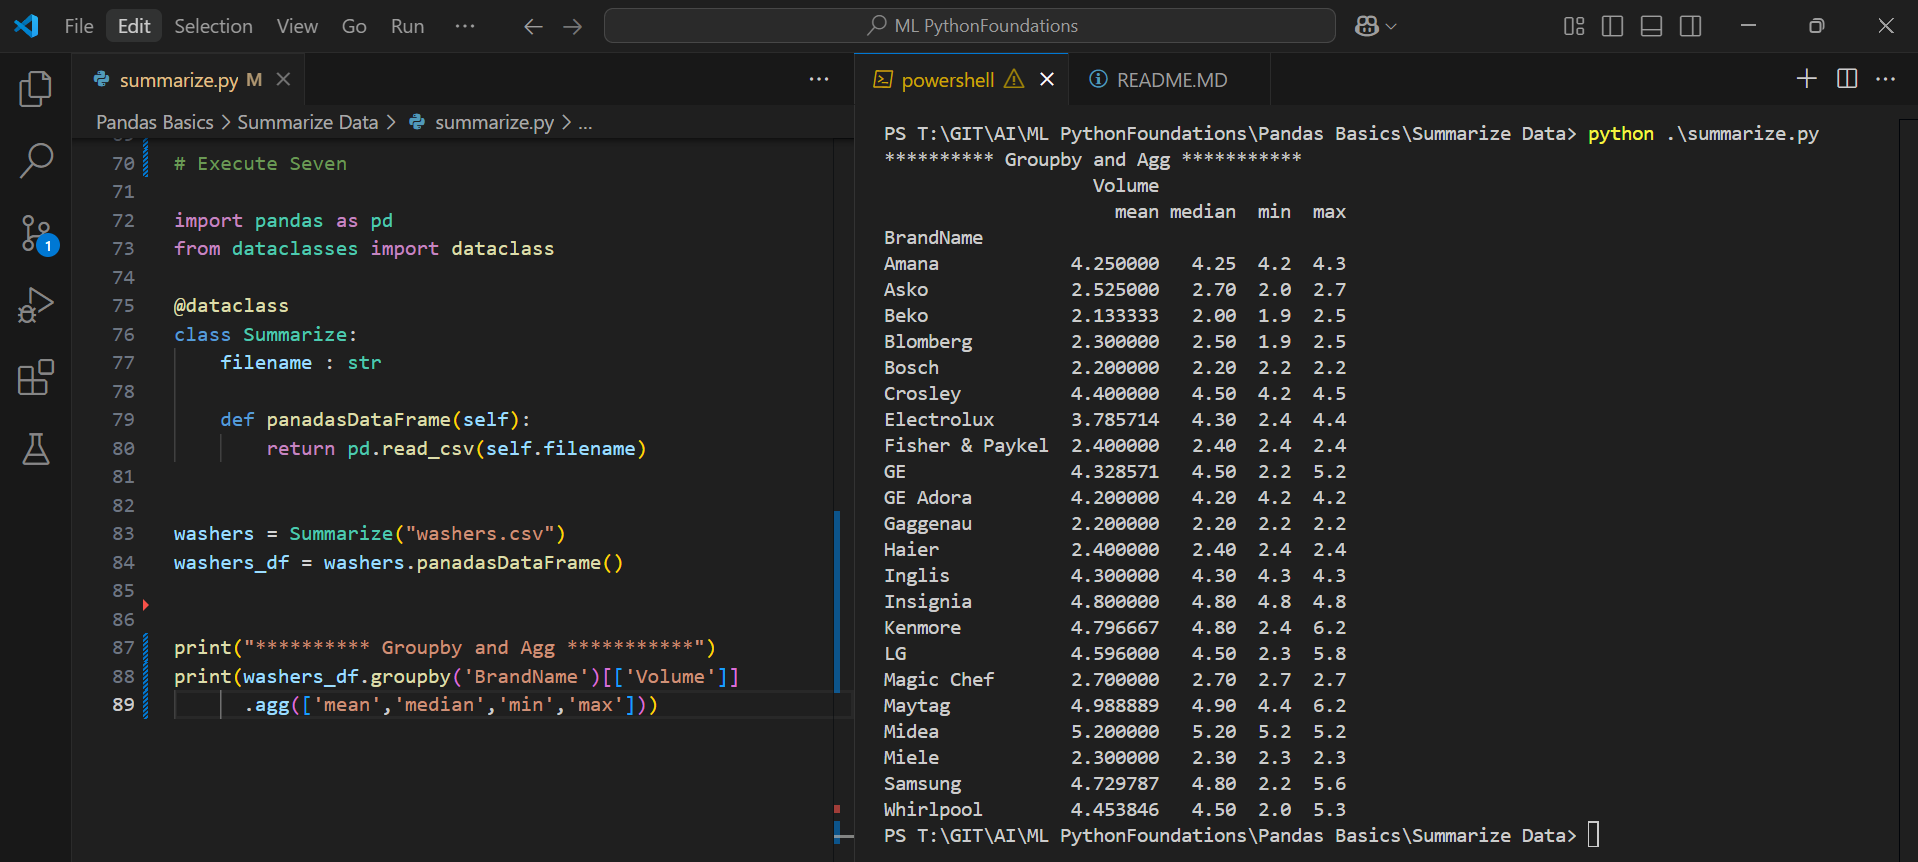 File Edit Selection View Go Run ··· ML PythonFoundations
summarize.py M
Pandas Basics > Summarize Data > summarize.py > ...
70 # Execute Seven
71
72 import pandas as pd
73 from dataclasses import dataclass
74
75 @dataclass
76 class Summarize:
77 filename : str
78
79 def panadasDataFrame(self):
80 return pd.read_csv(self.filename)
81
82
83 washers = Summarize("washers.csv")
84 washers_df = washers.panadasDataFrame()
85
86
87 print("********** Groupby and Agg ***********")
88 print(washers_df.groupby('BrandName')[['Volume']]
89 .agg(['mean','median','min','max']))
1
powershell README.MD
PS T:\GIT\AI\ML PythonFoundations\Pandas Basics\Summarize Data> python .\summarize.py
********** Groupby and Agg ***********
Volume
mean median min max
BrandName
Amana 4.250000 4.25 4.2 4.3
Asko 2.525000 2.70 2.0 2.7
Beko 2.133333 2.00 1.9 2.5
Blomberg 2.300000 2.50 1.9 2.5
Bosch 2.200000 2.20 2.2 2.2
Crosley 4.400000 4.50 4.2 4.5
Electrolux 3.785714 4.30 2.4 4.4
Fisher & Paykel 2.400000 2.40 2.4 2.4
GE 4.328571 4.50 2.2 5.2
GE Adora 4.200000 4.20 4.2 4.2
Gaggenau 2.200000 2.20 2.2 2.2
Haier 2.400000 2.40 2.4 2.4
Inglis 4.300000 4.30 4.3 4.3
Insignia 4.800000 4.80 4.8 4.8
Kenmore 4.796667 4.80 2.4 6.2
LG 4.596000 4.50 2.3 5.8
Magic Chef 2.700000 2.70 2.7 2.7
Maytag 4.988889 4.90 4.4 6.2
Midea 5.200000 5.20 5.2 5.2
Miele 2.300000 2.30 2.3 2.3
Samsung 4.729787 4.80 2.2 5.6
Whirlpool 4.453846 4.50 2.0 5.3
PS T:\GIT\AI\ML PythonFoundations\Pandas Basics\Summarize Data>